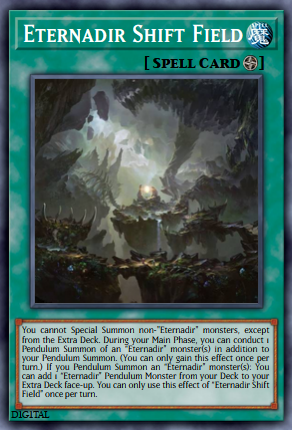 Eternadir Shift Field
[ Spell Card ]
You cannot Special Summon non-"Eternadir" monsters, except
from the Extra Deck. During your Main Phase, you can conduct 1
Pendulum Summon of an "Eternadir" monster(s) in addition to
your Pendulum Summon. (You can only gain this effect once per
turn.) If you Pendulum Summon an "Eternadir" monster(s): You
can add 1 "Eternadir" Pendulum Monster from your Deck to your
Extra Deck face-up. You can only use this effect of "Eternadir Shift
Field" once per turn.
DIGITAL